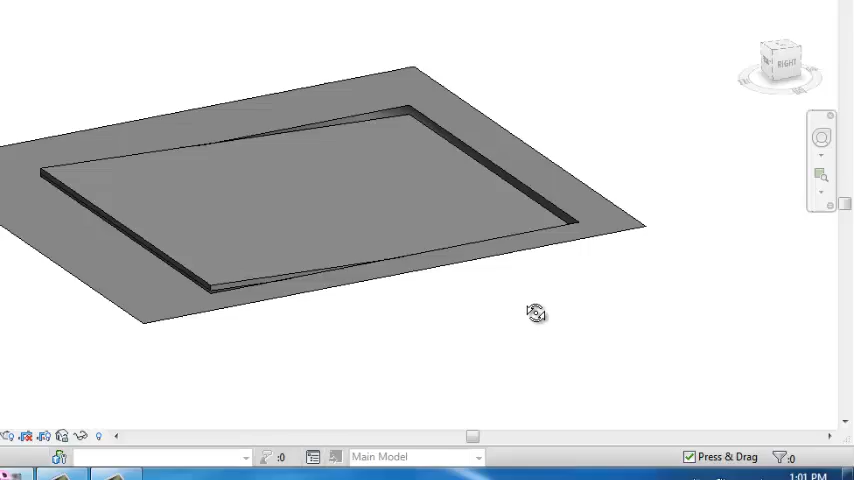 RIGHT
:0
Main Model
Press & Drag
:0
1:01 PM